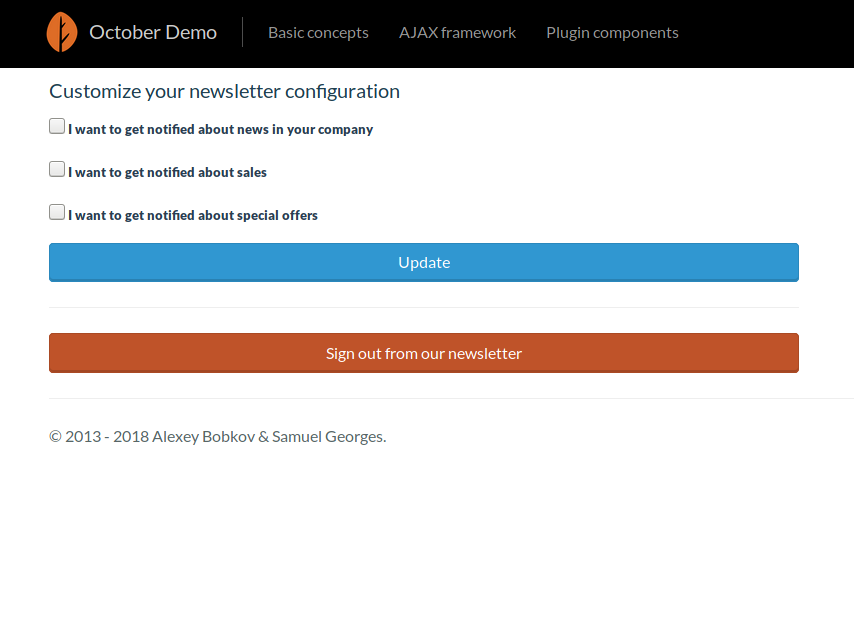 October Demo Basic concepts AJAX framework Plugin components
Customize your newsletter configuration
I want to get notified about news in your company
I want to get notified about sales
I want to get notified about special offers
Update
Sign out from our newsletter
© 2013 - 2018 Alexey Bobkov & Samuel Georges.